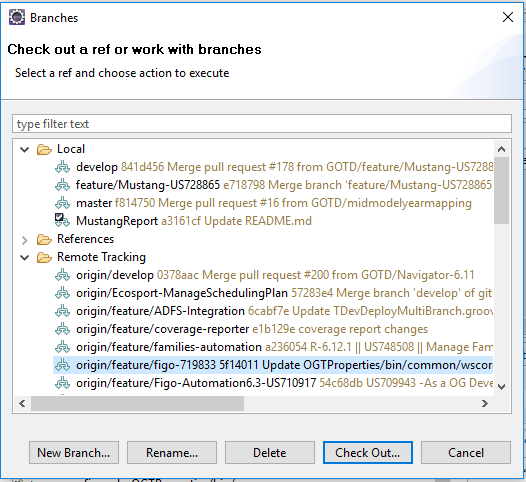 Branches
Check out a ref or work with branches
Select a ref and choose action to execute
type filter text
Local
develop 841d456 Merge pull request #178 from GOTD/feature/Mustang-US728
feature/Mustang-US728865 e718798 Merge branch 'feature/Mustang-US728865
master f814750 Merge pull request #16 from GOTD/midmodelyearmapping
MustangReport a3161cf Update README.md
References
Remote Tracking
origin/develop 0378aac Merge pull request #200 from GOTD/Navigator-6.11
origin/Ecosport-ManageSchedulingPlan 57283e4 Merge branch 'develop' of git
origin/feature/ADFS-Integration 6cabf7e Update TDevDeployMultiBranch.groov
origin/feature/coverage-reporter e1b129e coverage report changes
origin/feature/families-automation a236054 R-6.12.1 || US748508 || Manage Fam
origin/feature/figo-719833 5f14011 Update OGTProperties/bin/common/wscor
origin/feature/Figo-Automation6.3-US710917 54c68db US709943 -As a OG Deve
New Branch...
Rename...
Delete
Check Out...
Cancel